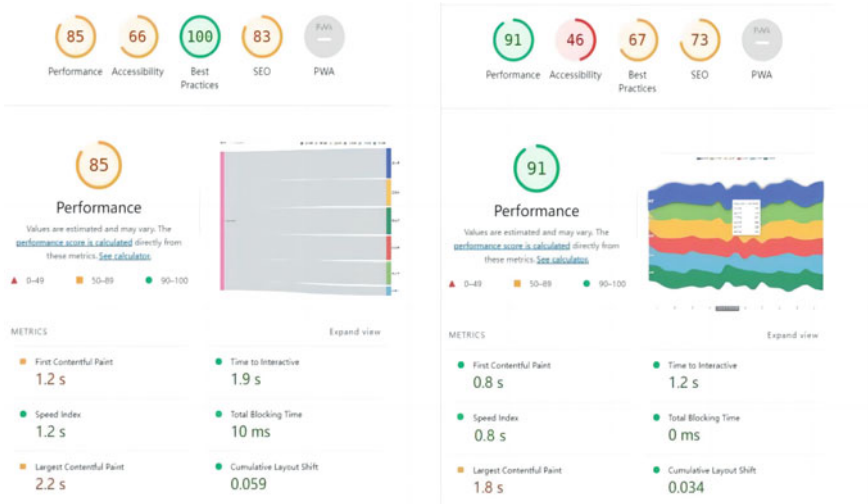 85 66 100 83
Performance Accessibility Best Practices SEO PWA
85
Performance
Values are estimated and may vary. The
performance score is calculated directly from
these metrics. See calculator.
0–49 50–89 90–100
METRICS Expand view
First Contentful Paint
1.2 s
Time to Interactive
1.9 s
Speed Index
1.2 s
Total Blocking Time
10 ms
Largest Contentful Paint
2.2 s
Cumulative Layout Shift
0.059
91 46 67 73
Performance Accessibility Best Practices SEO PWA
91
Performance
Values are estimated and may vary. The
performance score is calculated directly from
these metrics. See calculator.
0–49 50–89 90–100
METRICS Expand view
First Contentful Paint
0.8 s
Time to Interactive
1.2 s
Speed Index
0.8 s
Total Blocking Time
0 ms
Largest Contentful Paint
1.8 s
Cumulative Layout Shift
0.034